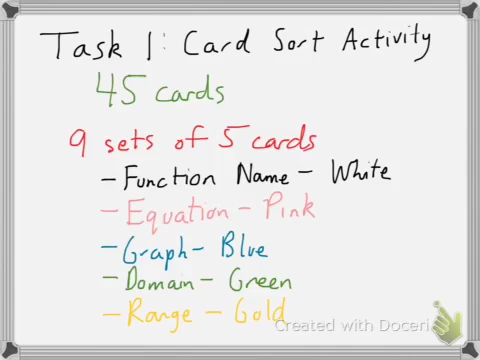 Task 1: Card Sort Activity
45 cards
9 sets of 5 cards
- Function Name - White
- Equation - Pink
- Graph - Blue
- Domain - Green
- Range - Gold
Created with Doceri